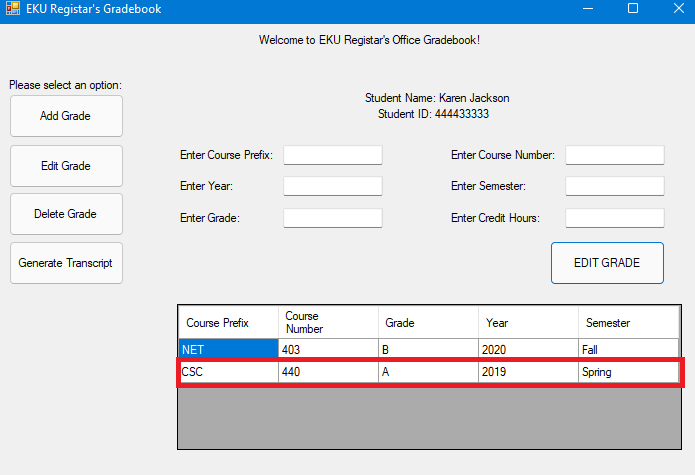 EKU Registar's Gradebook
Welcome to EKU Registar's Office Gradebook!
Please select an option:
Add Grade
Edit Grade
Delete Grade
Generate Transcript
Student Name: Karen Jackson
Student ID: 444433333
Enter Course Prefix:
Enter Course Number:
Enter Year:
Enter Semester:
Enter Grade:
Enter Credit Hours:
EDIT GRADE
Course Prefix Course Number Grade Year Semester
NET 403 B 2020 Fall
CSC 440 A 2019 Spring